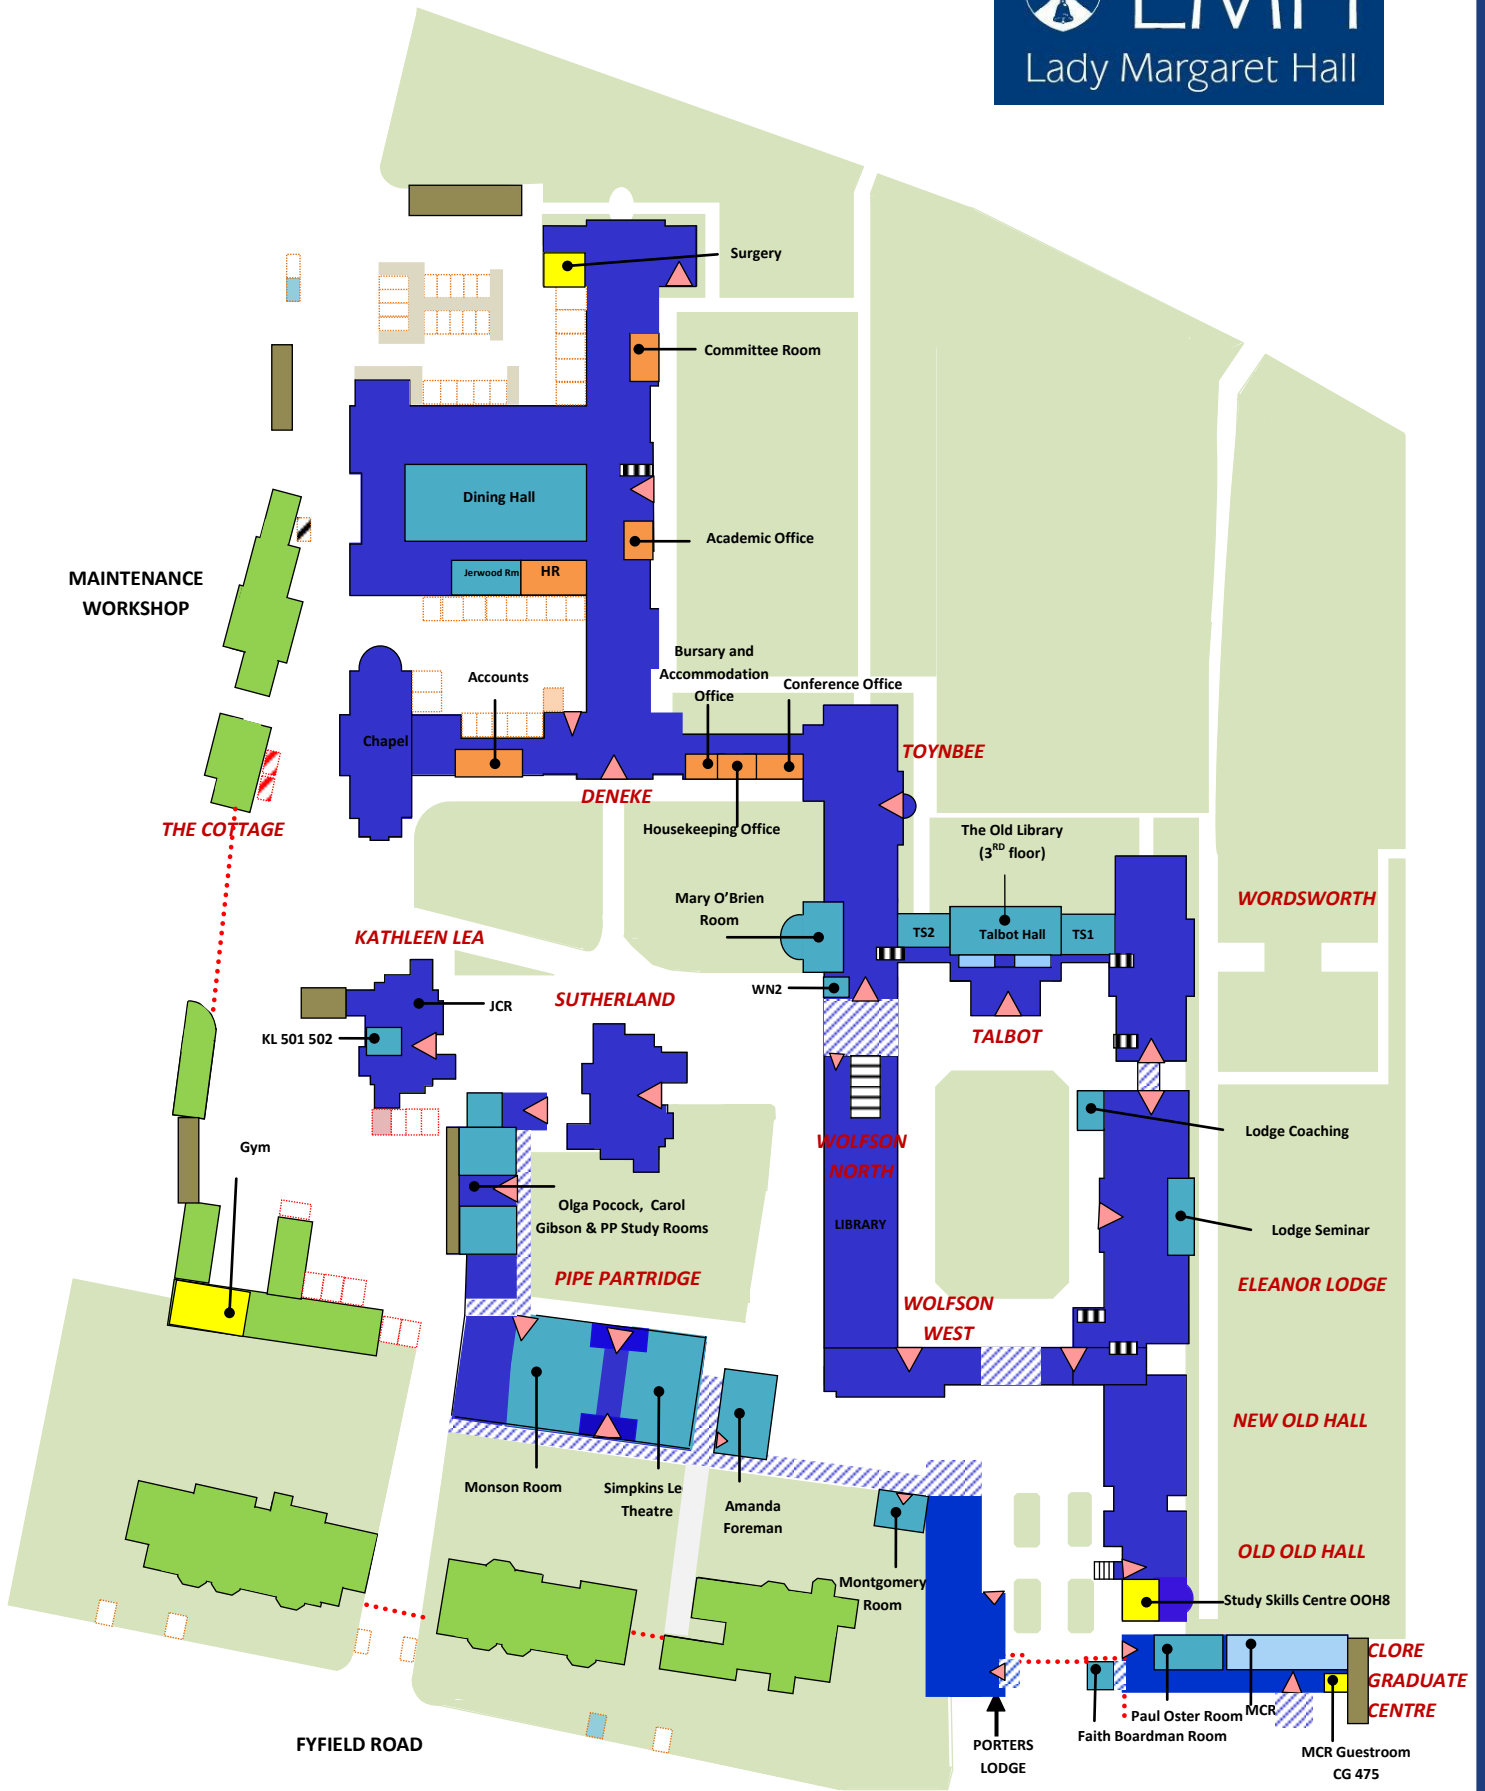 LMH
Lady Margaret Hall
Surgery
Committee Room
Dining Hall
Academic Office
Jerwood Rm
HR
MAINTENANCE
WORKSHOP
Bursary and
Accommodation
Office
Accounts
Conference Office
Chapel
TOYNBEE
DENEKE
THE COTTAGE
Housekeeping Office
The Old Library
(3RD floor)
Mary O'Brien
Room
WORDSWORTH
TS2
Talbot Hall
TS1
KATHLEEN LEA
WN2
SUTHERLAND
JCR
KL 501 502
TALBOT
Gym
WOLFSON
NORTH
Lodge Coaching
Olga Pocock, Carol
Gibson & PP Study Rooms
LIBRARY
Lodge Seminar
PIPE PARTRIDGE
ELEANOR LODGE
WOLFSON
WEST
NEW OLD HALL
Monson Room
Simpkins Le
Theatre
Amanda
Foreman
OLD OLD HALL
Montgomery
Room
Study Skills Centre OOH8
CLORE
GRADUATE
CENTRE
Paul Oster Room
MCR
Faith Boardman Room
FYFIELD ROAD
PORTERS
LODGE
MCR Guestroom
CG 475